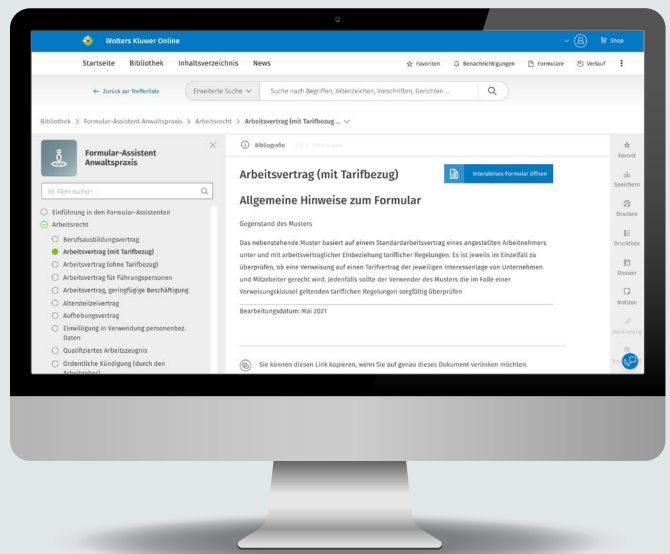 Wolters Kluwer Online
Shop
Startseite Bibliothek Inhaltsverzeichnis News
Favoriten Benachrichtigungen Formulare Verlauf
← Zurück zur Trefferliste
Erweiterte Suche
Suche nach Begriffen, Aktenzeichen, Vorschriften, Gerichten ...
Bibliothek > Formular-Assistent Anwaltspraxis > Arbeitsrecht > Arbeitsvertrag (mit Tarifbezug ...
Formular-Assistent
Anwaltspraxis
Im Werk suchen ...
Einführung in den Formular-Assistenten
Arbeitsrecht
Berufsausbildungsvertrag
Arbeitsvertrag (mit Tarifbezug)
Arbeitsvertrag (ohne Tarifbezug)
Arbeitsvertrag für Führungspersonen
Arbeitsvertrag, geringfügige Beschäftigung
Altersteilzeitvertrag
Aufhebungsvertrag
Einwilligung in Verwendung personenbez.
Daten
Qualifiziertes Arbeitszeugnis
Ordentliche Kündigung (durch den
Arbeitgeber)
Bibliografie
Arbeitsvertrag (mit Tarifbezug)
Interaktives Formular öffnen
Allgemeine Hinweise zum Formular
Gegenstand des Musters
Das nebenstehende Muster basiert auf einem Standardarbeitsvertrag eines angestellten Arbeitnehmers
unter und mit arbeitsvertraglicher Einbeziehung tariflicher Regelungen. Es ist jeweils im Einzelfall zu
überprüfen, ob eine Verweisung auf einen Tarifvertrag der jeweiligen Interessenlage von Unternehmen
und Mitarbeiter gerecht wird. Jedenfalls sollte der Verwender des Musters die im Falle einer
Verweisungsklausel geltenden tariflichen Regelungen sorgfältig überprüfen
Bearbeitungsdatum: Mai 2021
Sie können diesen Link kopieren, wenn Sie auf genau dieses Dokument verlinken möchten.
Favorit
Speichern
Drucken
Druckliste
Dossier
Notizen